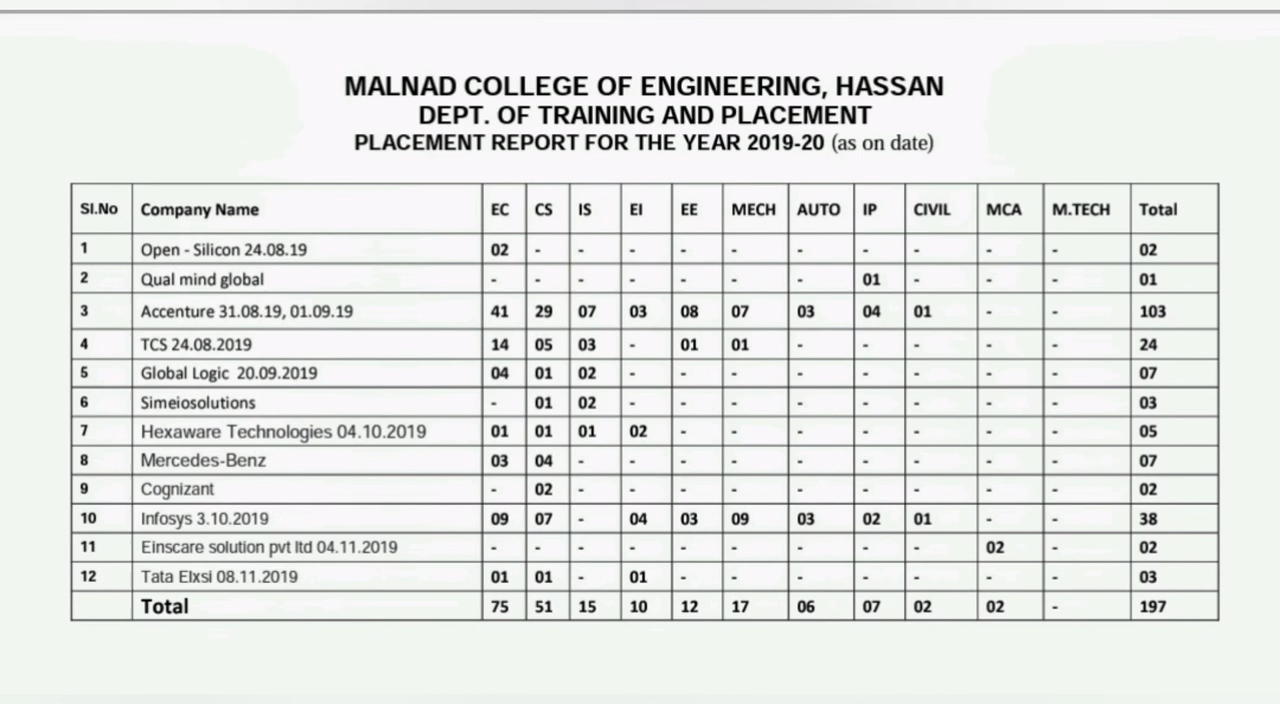 MALNAD COLLEGE OF ENGINEERING, HASSAN
DEPT. OF TRAINING AND PLACEMENT
PLACEMENT REPORT FOR THE YEAR 2019-20 (as on date)
Sl.No Company Name EC CS IS EI EE MECH AUTO IP CIVIL MCA M.TECH Total
1 Open - Silicon 24.08.19 02 - - - - - - - - - - 02
2 Qual mind global - - - - - - - 01 - - - 01
3 Accenture 31.08.19, 01.09.19 41 29 07 03 08 07 03 04 01 - - 103
4 TCS 24.08.2019 14 05 03 - 01 01 - - - - - 24
5 Global Logic 20.09.2019 04 01 02 - - - - - - - - 07
6 Simeiosolutions - 01 02 - - - - - - - - 03
7 Hexaware Technologies 04.10.2019 01 01 01 02 - - - - - - - 05
8 Mercedes-Benz 03 04 - - - - - - - - - 07
9 Cognizant - 02 - - - - - - - - - 02
10 Infosys 3.10.2019 09 07 - 04 03 09 03 02 01 - - 38
11 Einscare solution pvt ltd 04.11.2019 - - - - - - - - - 02 - 02
12 Tata Elxsi 08.11.2019 01 01 - 01 - - - - - - - 03
Total 75 51 15 10 12 17 06 07 02 02 - 197